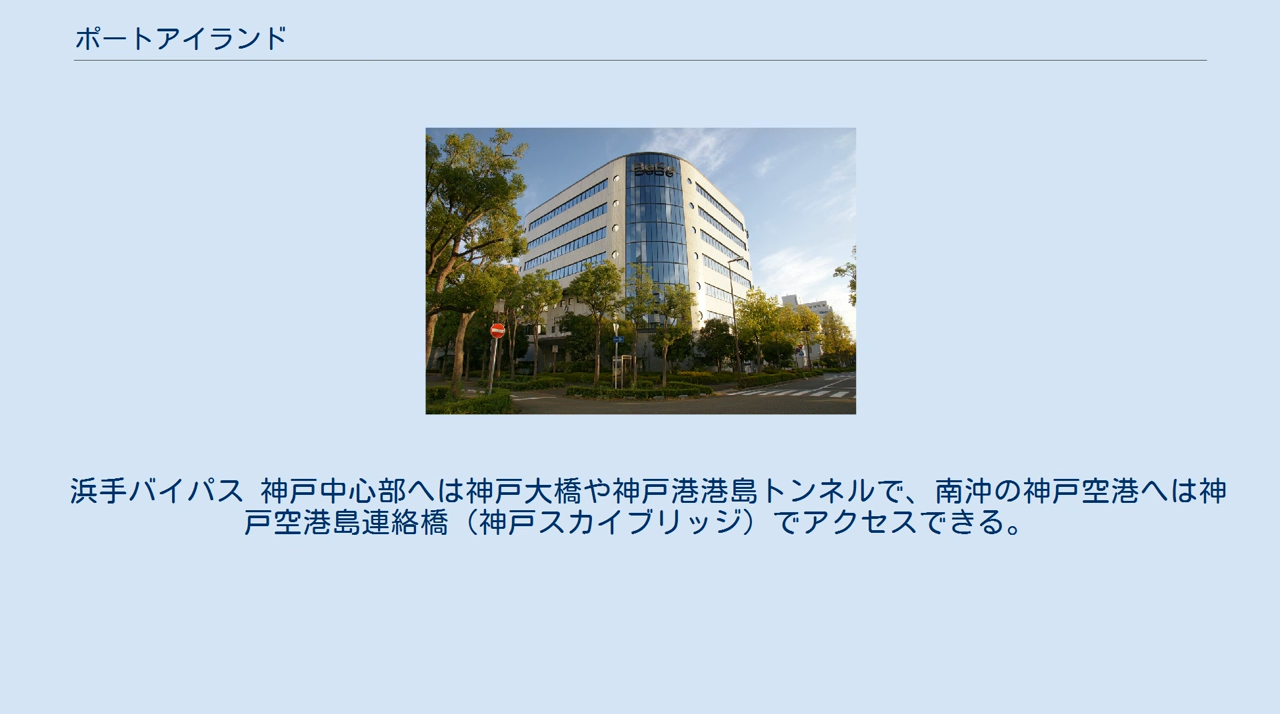 ポートアイランド
BeBe
浜手バイパス 神戸中心部へは神戸大橋や神戸港港島トンネルで、南沖の神戸空港へは神
戸空港島連絡橋（神戸スカイブリッジ）でアクセスできる。